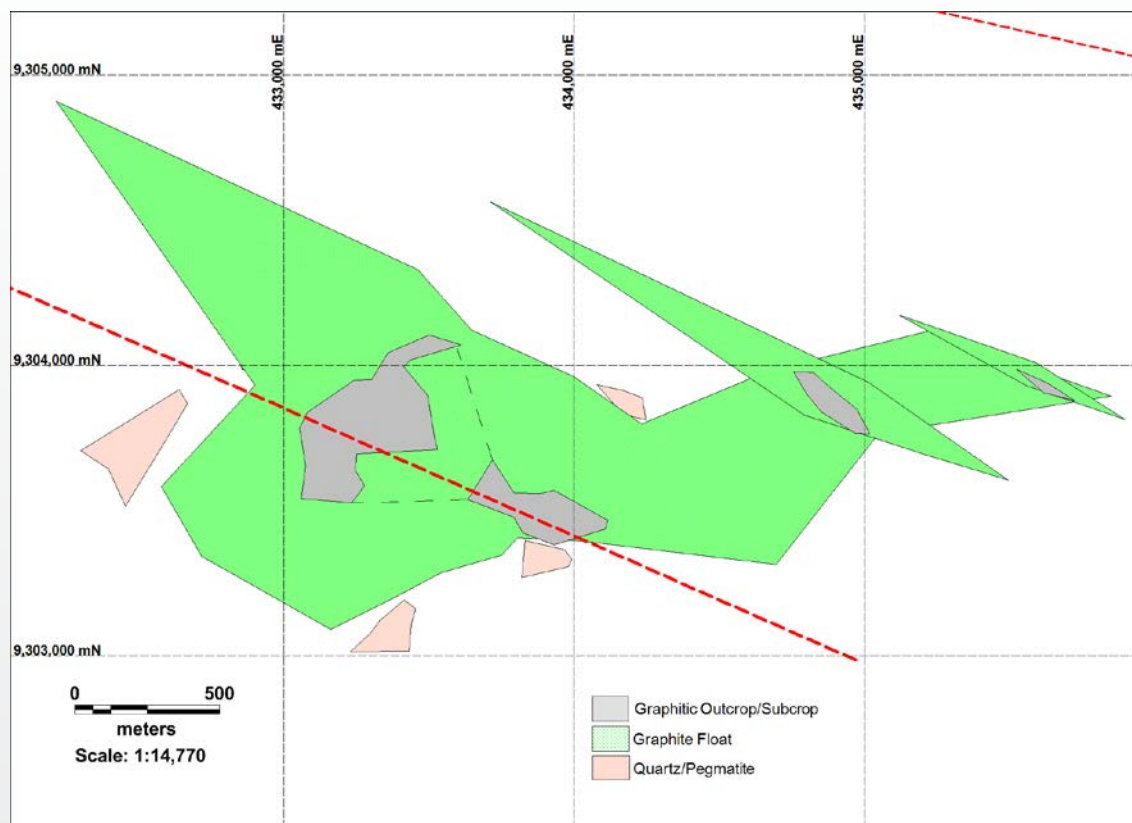 433,000 mE
434,000 mE
435,000 mE
9,305,000 mN
9,304,000 mN
9,303,000 mN
0 500
meters
Scale: 1:14,770
Graphitic Outcrop/Subcrop
Graphite Float
Quartz/Pegmatite